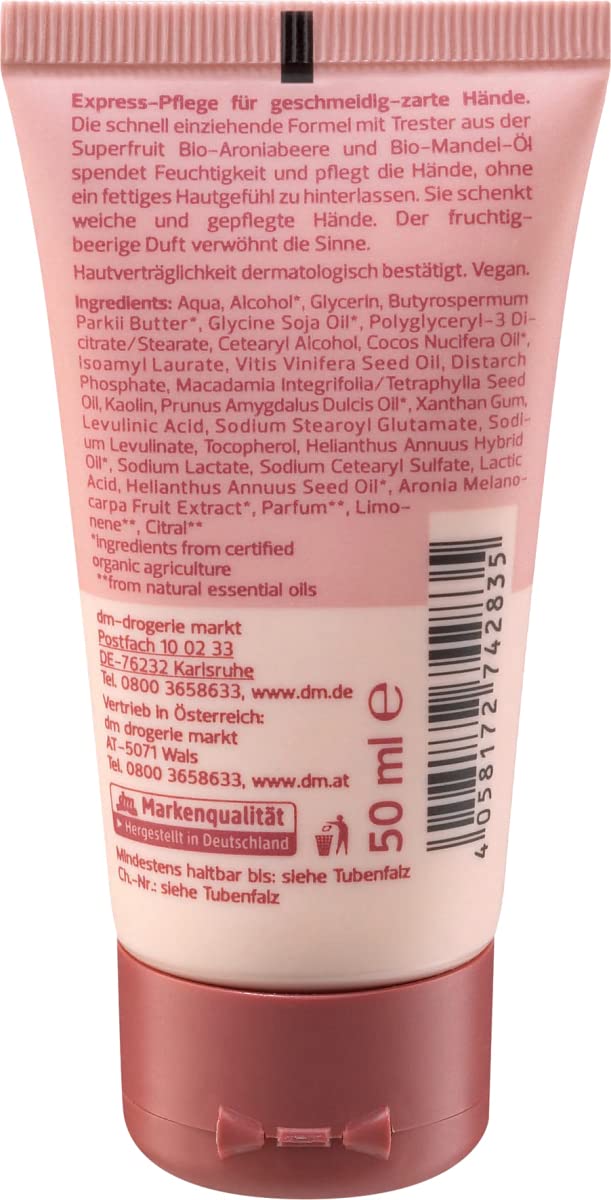 Express-Pflege für geschmeidig-zarte Hände.
Die schnell einziehende Formel mit Trester aus der
Superfruit Bio-Aroniabeere und Bio-Mandel-Öl
spendet Feuchtigkeit und pflegt die Hände, ohne
ein fettiges Hautgefühl zu hinterlassen. Sie schenkt
weiche und gepflegte Hände. Der fruchtig-
beerige Duft verwöhnt die Sinne.
Hautverträglichkeit dermatologisch bestätigt. Vegan.
Ingredients: Aqua, Alcohol*, Glycerin, Butyrospermum
Parkii Butter*, Glycine Soja Oil*, Polyglyceryl-3 Di-
citrate/Stearate, Cetearyl Alcohol, Cocos Nucifera Oil*,
Isoamyl Laurate, Vitis Vinifera Seed Oil, Distarch
Phosphate, Macadamia Integrifolia/Tetraphylla Seed
Oil, Kaolin, Prunus Amygdalus Dulcis Oil*, Xanthan Gum,
Levulinic Acid, Sodium Stearoyl Glutamate, Sodi-
um Levulinate, Tocopherol, Helianthus Annuus Hybrid
Oil*, Sodium Lactate, Sodium Cetearyl Sulfate, Lactic
Acid, Helianthus Annuus Seed Oil*, Aronia Melano-
carpa Fruit Extract*, Parfum**, Limo-
nene**, Citral**
*ingredients from certified
organic agriculture
**from natural essential oils
dm-drogerie markt
Postfach 10 02 33
DE-76232 Karlsruhe
Tel. 0800 3658633, www.dm.de
Vertrieb in Österreich:
dm drogerie markt
AT-5071 Wals
Tel. 0800 3658633, www.dm.at
dm Markenqualität
Hergestellt in Deutschland
50 ml e
4 058172 742835
Mindestens haltbar bis: siehe Tubenfalz
Ch.-Nr.: siehe Tubenfalz